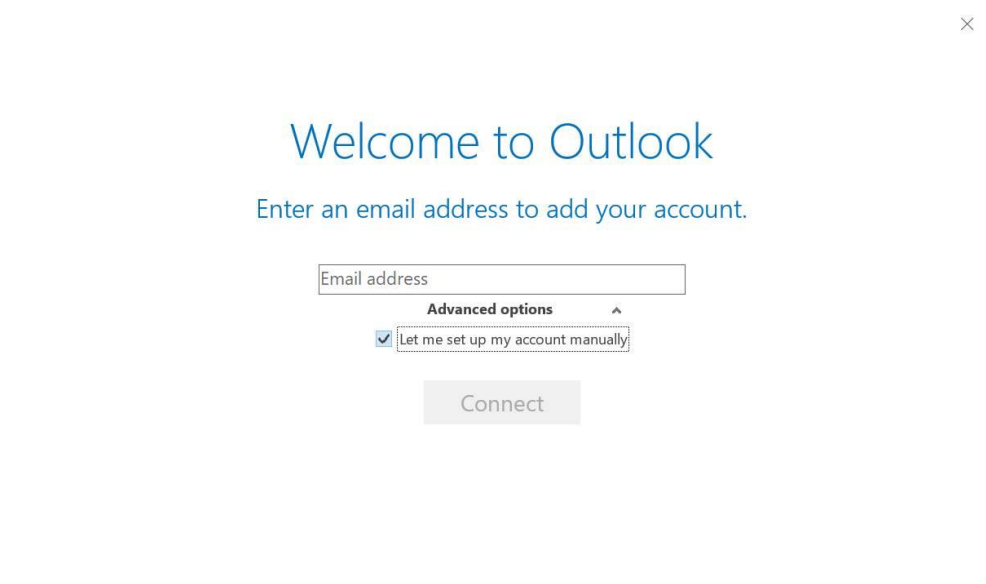 Welcome to Outlook
Enter an email address to add your account.
Email address
Advanced options
Let me set up my account manually
Connect